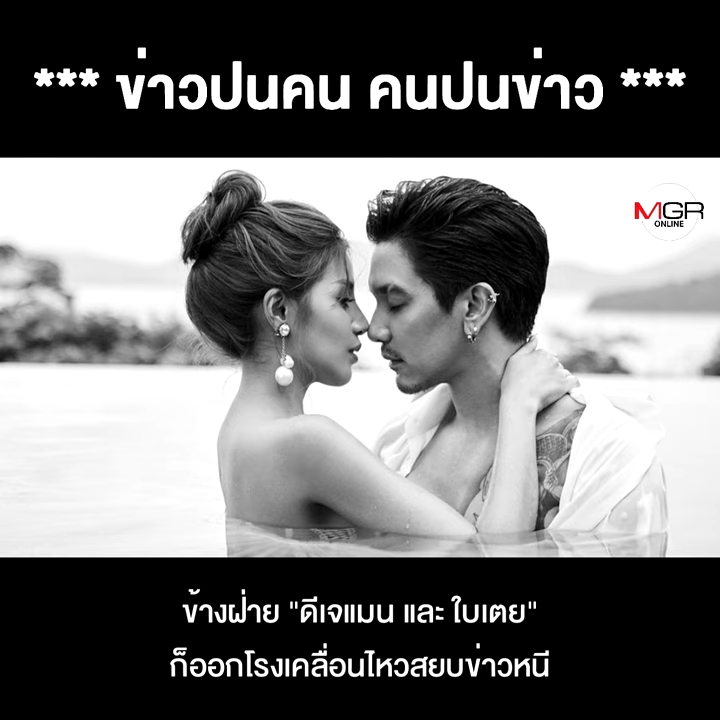 *** ข่าวปนคน คนปนข่าว ***
MGR
ONLINE
ข้างฝ่าย "ดีเจแมน และ ใบเตย"
ก็ออกโรงเคลื่อนไหวสยบข่าวหนี